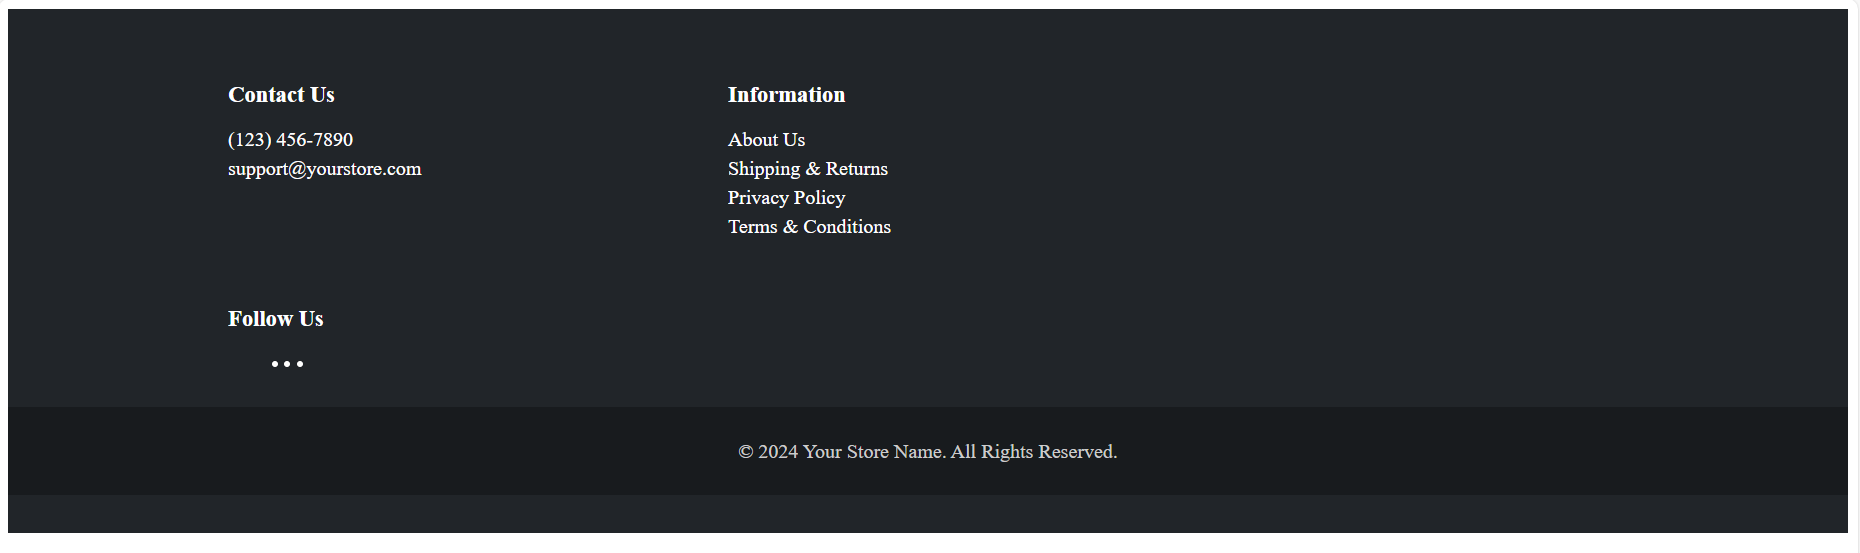 Contact Us
(123) 456-7890
support@yourstore.com
Information
About Us
Shipping & Returns
Privacy Policy
Terms & Conditions
Follow Us
© 2024 Your Store Name. All Rights Reserved.